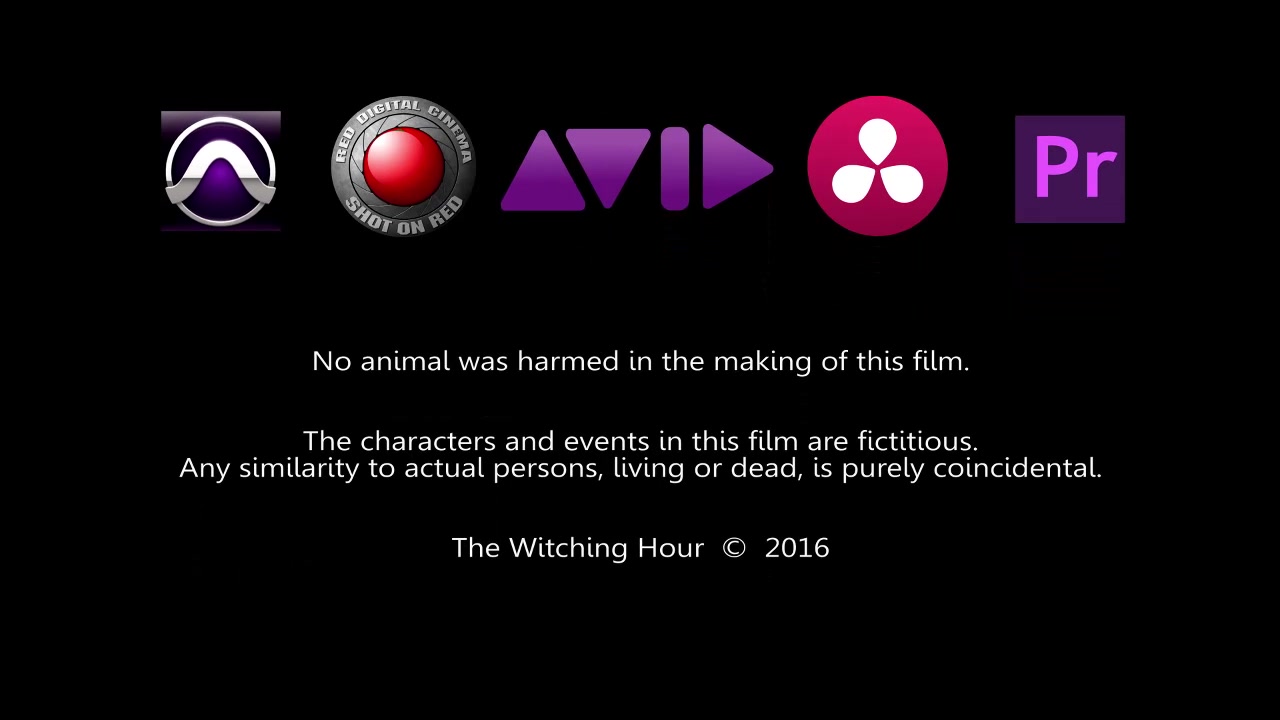 RED DIGITAL CINEMA
SHOT ON RED
AVID
Pr
No animal was harmed in the making of this film.
The characters and events in this film are fictitious.
Any similarity to actual persons, living or dead, is purely coincidental.
The Witching Hour © 2016